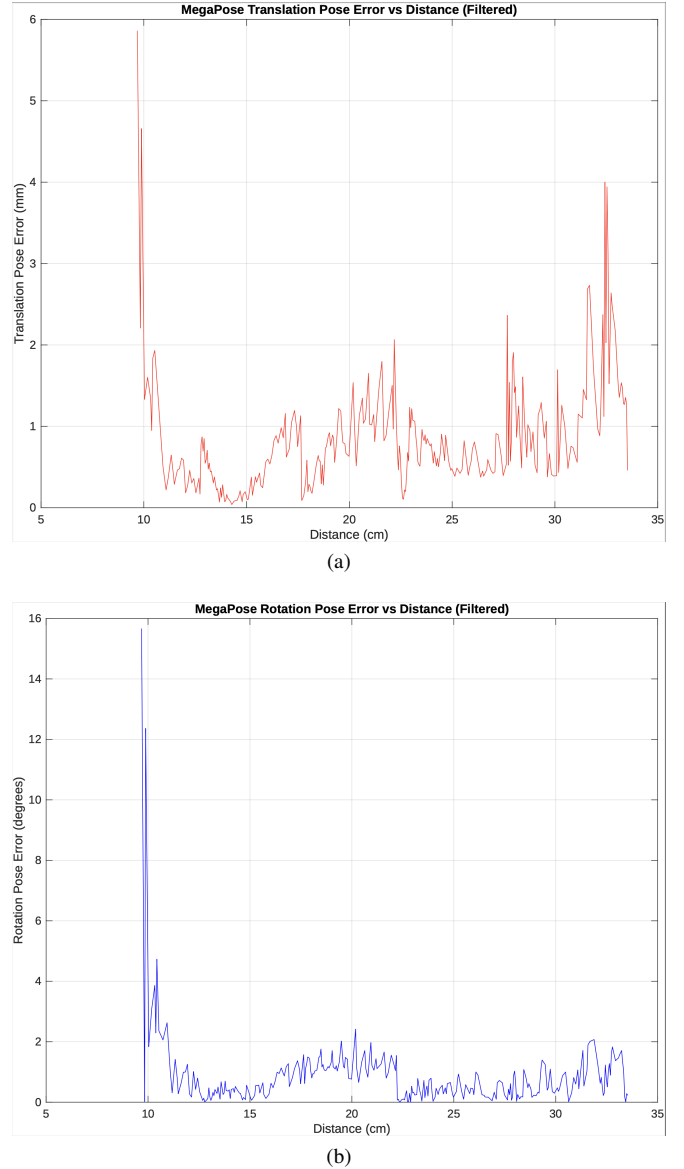 MegaPose Translation Pose Error vs Distance (Filtered)
6
5
4
3
2
1
0
Translation Pose Error (mm)
5 10 15 20 25 30 35
Distance (cm)
(a)
MegaPose Rotation Pose Error vs Distance (Filtered)
16
14
12
10
8
6
4
2
0
Rotation Pose Error (degrees)
5 10 15 20 25 30 35
Distance (cm)
(b)